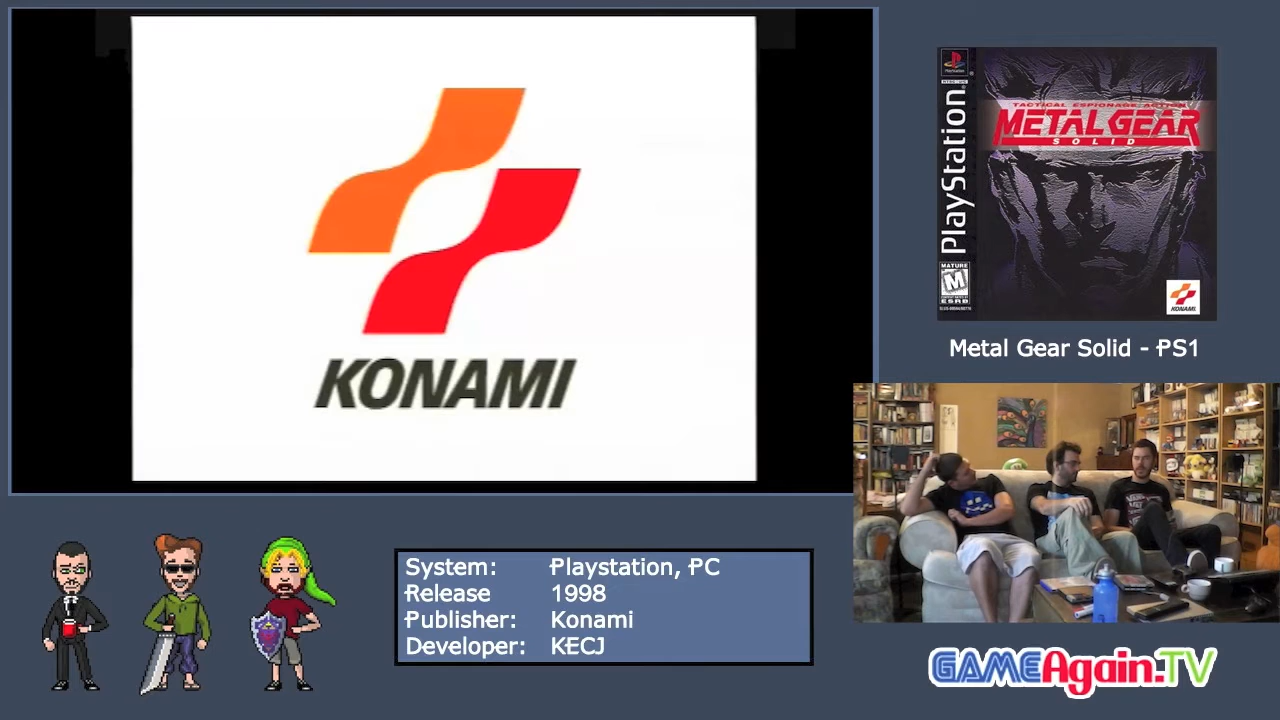 KONAMI
PlayStation
TACTICAL ESPIONAGE ACTION
METAL GEAR
SOLID
MATURE
M
ESRB
KONAMI
Metal Gear Solid - PS1
System: Playstation, PC
Release 1998
Publisher: Konami
Developer: KECJ
GAMEAgain.TV